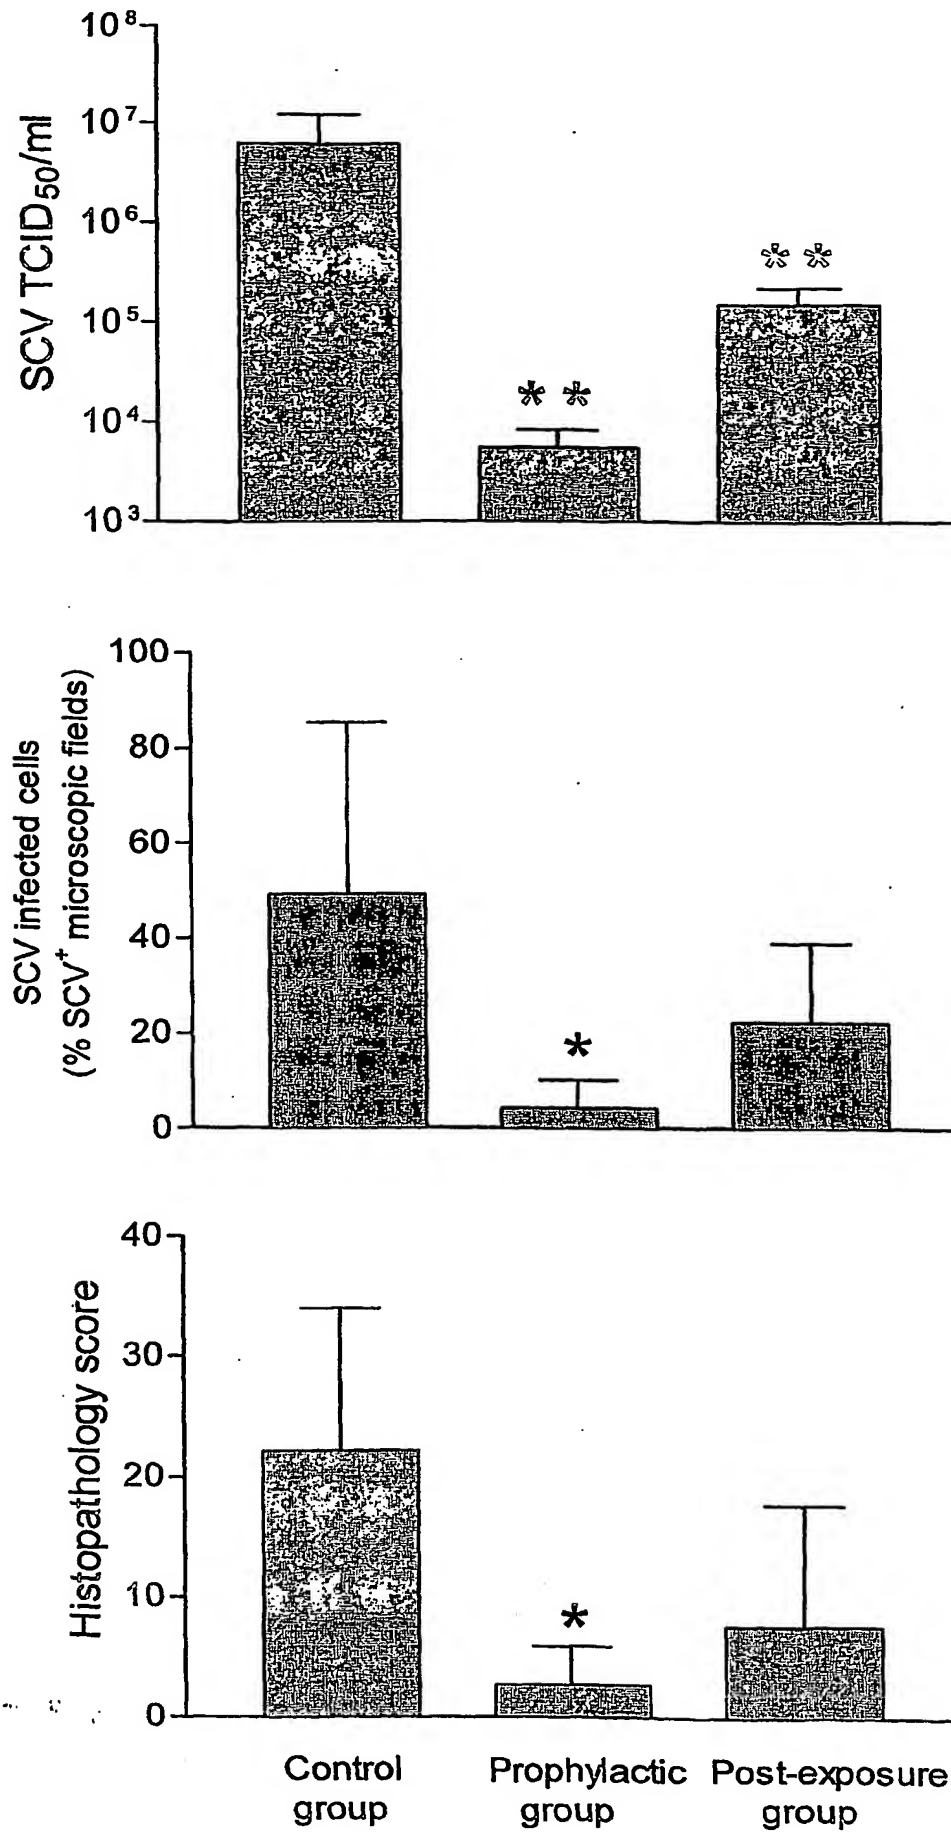 SCV TCID₅₀/ml
10⁸
10⁷
10⁶
10⁵
10⁴
10³
* *
* *
SCV infected cells
(% SCV⁺ microscopic fields)
100
80
60
40
20
0
*
Histopathology score
40
30
20
10
0
*
Control
group
Prophylactic
group
Post-exposure
group